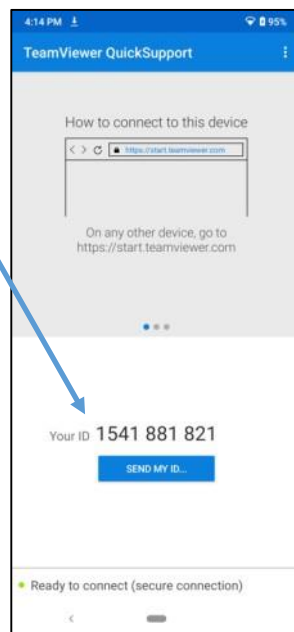 4:14 PM 95%
TeamViewer QuickSupport
How to connect to this device
https://start.teamviewer.com
On any other device, go to
https://start.teamviewer.com
Your ID 1541 881 821
SEND MY ID...
Ready to connect (secure connection)